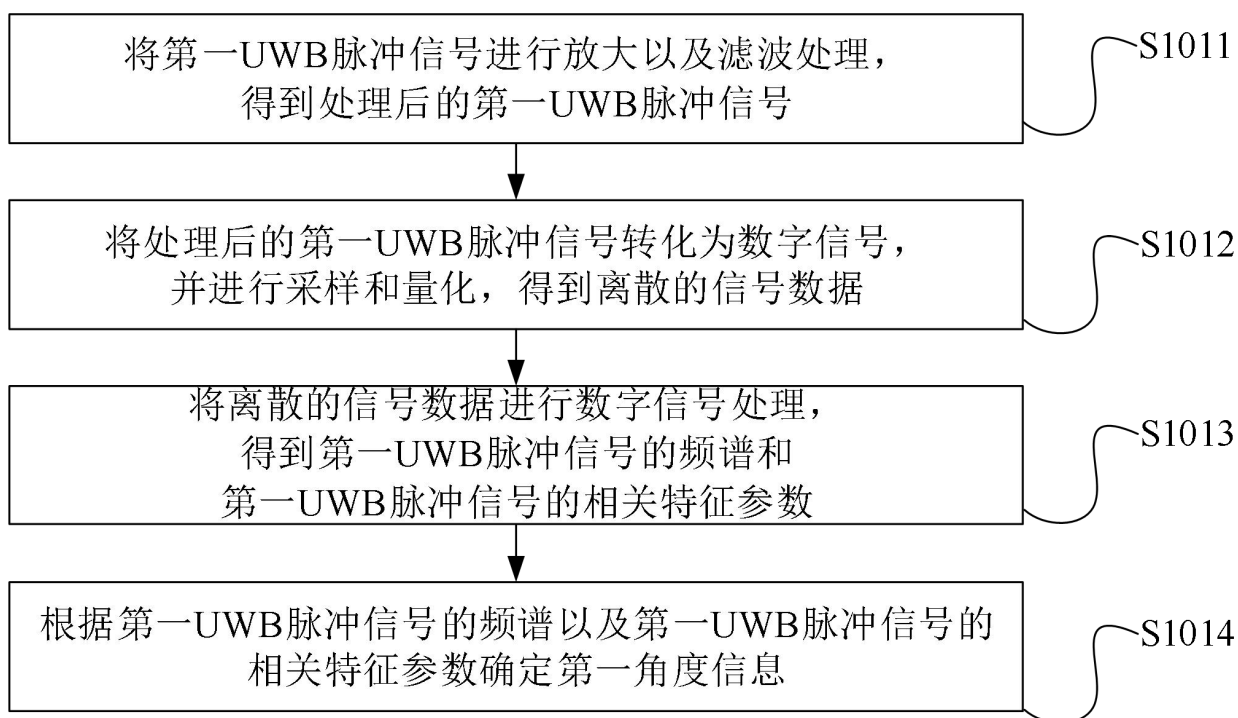 将第一UWB脉冲信号进行放大以及滤波处理，
得到处理后的第一UWB脉冲信号
S1011
将处理后的第一UWB脉冲信号转化为数字信号，
并进行采样和量化，得到离散的信号数据
S1012
将离散的信号数据进行数字信号处理，
得到第一UWB脉冲信号的频谱和
第一UWB脉冲信号的相关特征参数
S1013
根据第一UWB脉冲信号的频谱以及第一UWB脉冲信号的
相关特征参数确定第一角度信息
S1014